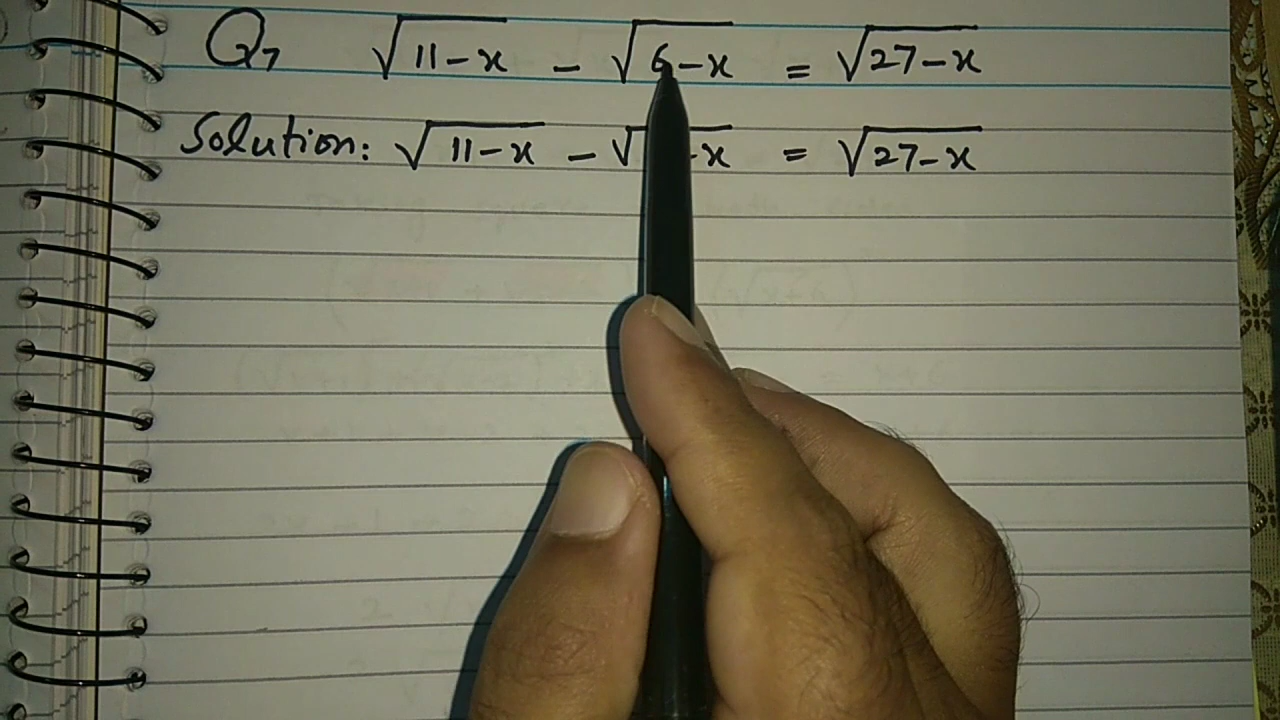 Q7 √11-x - √6-x = √27-x
Solution: √11-x - √ -x = √27-x